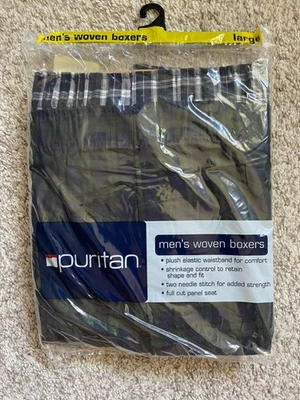 men's woven boxers large
puritan
men's woven boxers
• plush elastic waistband for comfort
• shrinkage control to retain
shape and fit
• two needle stitch for added strength
• full cut panel seat